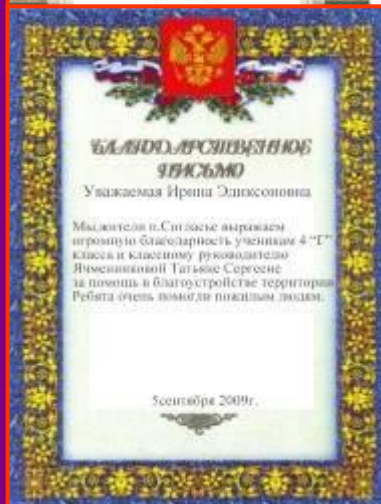 БЛАГОДАРСТВЕННОЕ
ПИСЬМО
Уважаемая Ирина Эдиксоновна
Мы,жители п.Согласье выражаем
огромную благодарность ученикам 4 “Г”
класса и классному руководителю
Ячменниковой Татьяне Сергеене
за помощь в благоустройстве территории
Ребята очень помогли пожилым людям.
5сентября 2009г.